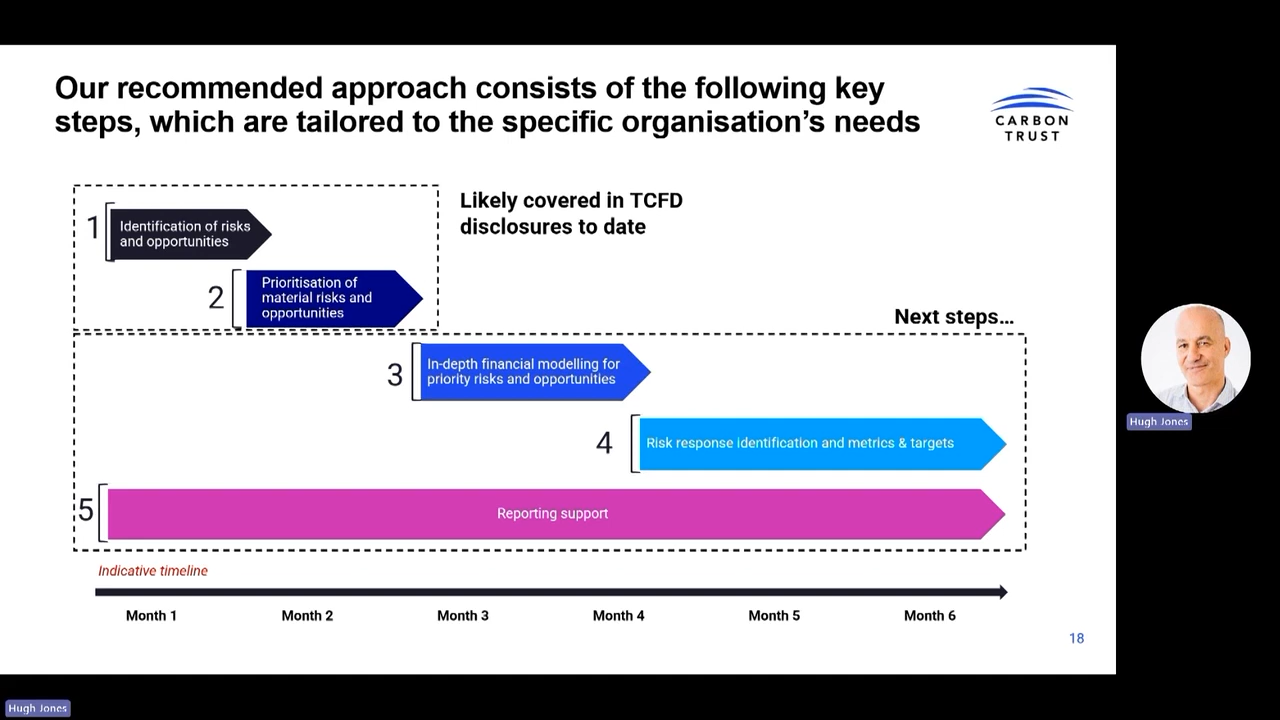 Our recommended approach consists of the following key
steps, which are tailored to the specific organisation's needs
CARBON
TRUST
Likely covered in TCFD
disclosures to date
1
Identification of risks
and opportunities
2
Prioritisation of
material risks and
opportunities
Next steps...
3
In-depth financial modelling for
priority risks and opportunities
4
Risk response identification and metrics & targets
5
Reporting support
Indicative timeline
Month 1
Month 2
Month 3
Month 4
Month 5
Month 6
18
Hugh Jones
Hugh Jones